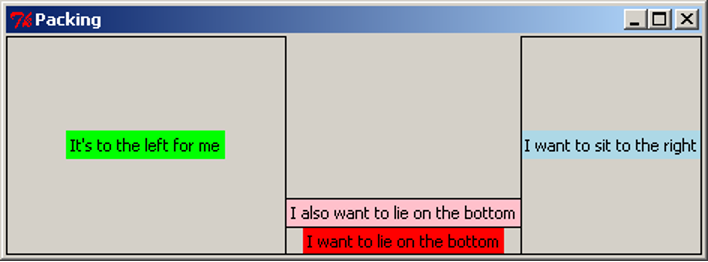 Packing
It's to the left for me
I want to sit to the right
I also want to lie on the bottom
I want to lie on the bottom